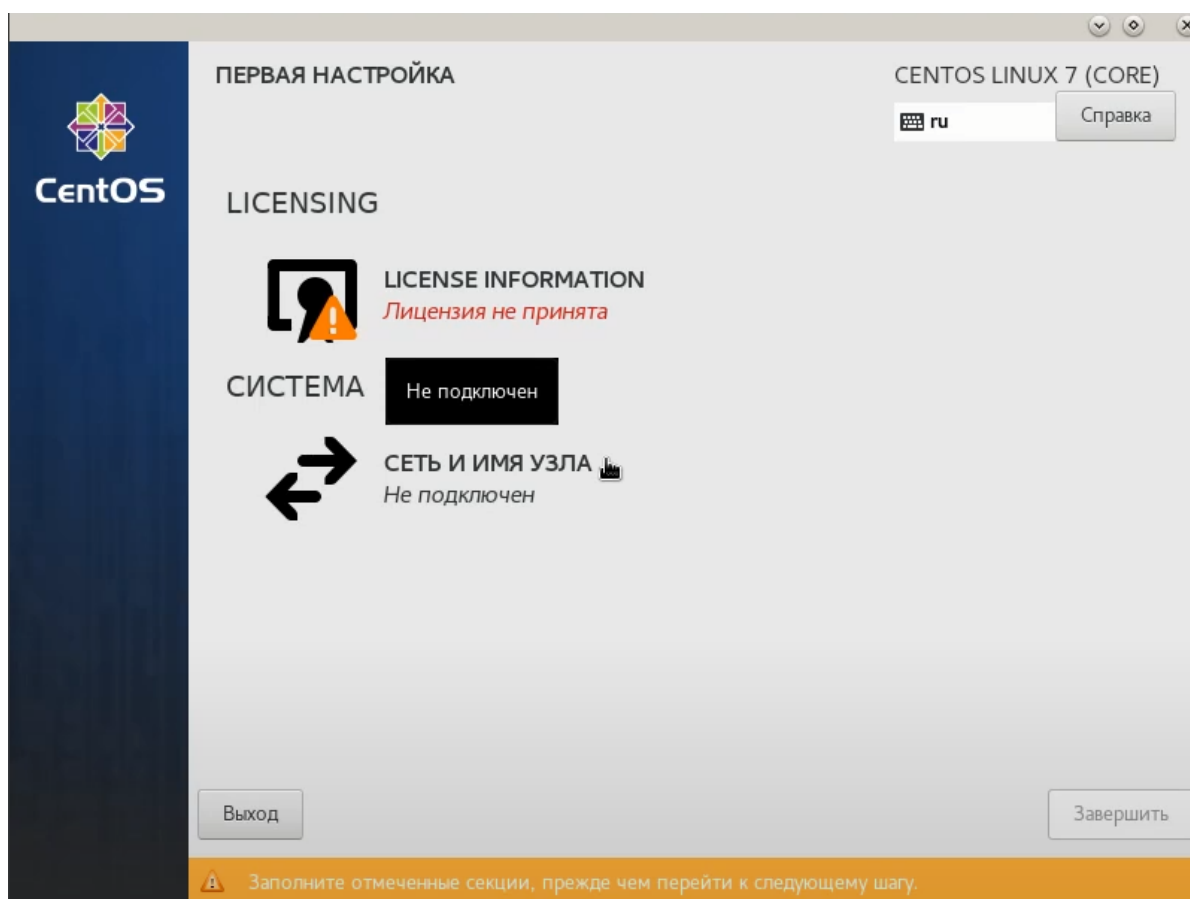 ПЕРВАЯ НАСТРОЙКА
CENTOS LINUX 7 (CORE)
ru
Справка
CentOS
LICENSING
LICENSE INFORMATION
Лицензия не принята
СИСТЕМА
Не подключен
СЕТЬ И ИМЯ УЗЛА
Не подключен
Выход
Завершить
Заполните отмеченные секции, прежде чем перейти к следующему шагу.